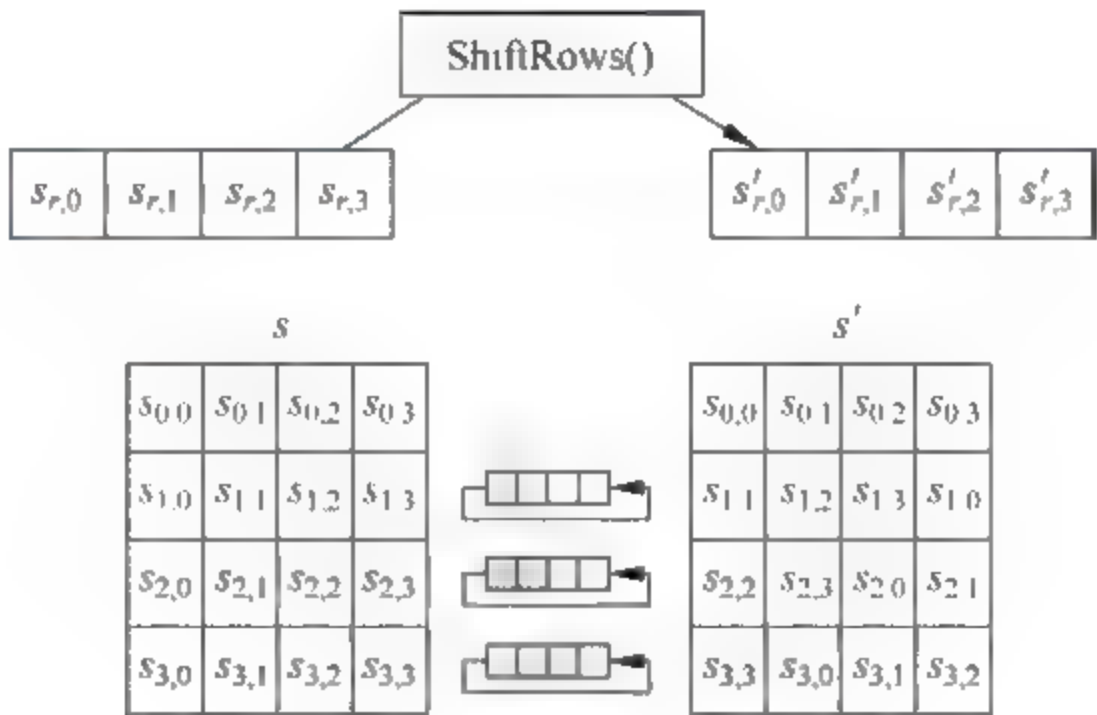 ShiftRows()
s_{r,0} s_{r,1} s_{r,2} s_{r,3} s'_{r,0} s'_{r,1} s'_{r,2} s'_{r,3}
s s'
s_{0,0} s_{0,1} s_{0,2} s_{0,3} s_{0,0} s_{0,1} s_{0,2} s_{0,3}
s_{1,0} s_{1,1} s_{1,2} s_{1,3} s_{1,1} s_{1,2} s_{1,3} s_{1,0}
s_{2,0} s_{2,1} s_{2,2} s_{2,3} s_{2,2} s_{2,3} s_{2,0} s_{2,1}
s_{3,0} s_{3,1} s_{3,2} s_{3,3} s_{3,3} s_{3,0} s_{3,1} s_{3,2}